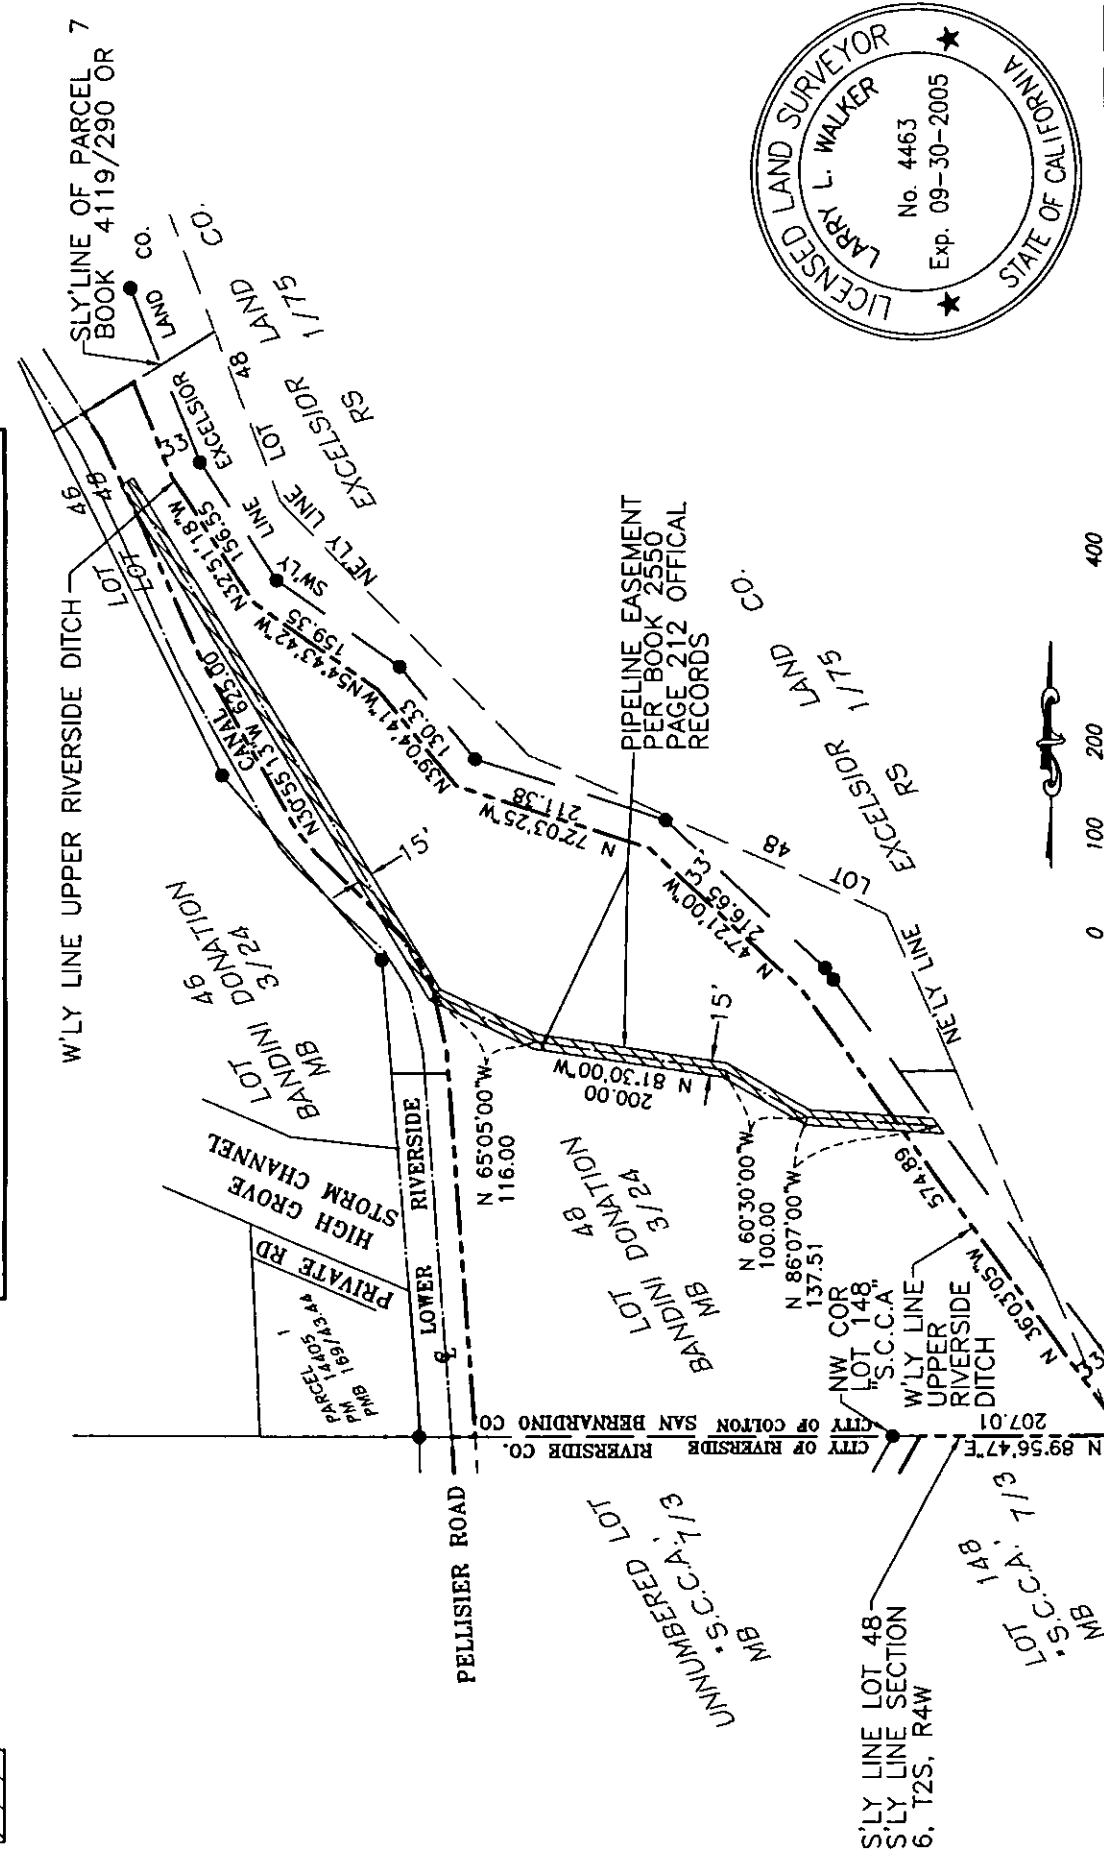 SLY'LINE OF PARCEL 7
BOOK 4119/290 OR
W'LY LINE UPPER RIVERSIDE DITCH
LAND CO.
EXCELSIOR
33
LOT 46
LOT 48
CANAL
N30°55'13"W 625.00
N32°51'18"W
156.55
N54°43'42"W
159.35
N39°04'41"W
130.33
N 72°03'25"W
211.38
N 47°21'00"W
216.65
33'
SW'LY LINE
NE'LY LINE LOT 48
EXCELSIOR LAND CO.
RS 1/75
15'
LOT 46
BANDINI DONATION
MB 3/24
HIGH GROVE
STORM CHANNEL
PRIVATE RD
PARCEL 1
PM 14405
PMB 169/43.44
LOWER RIVERSIDE
PELLISIER ROAD
N 65°05'00"W
116.00
N 81°30'00"W
200.00
15'
N 60°30'00"W
100.00
N 86°07'00"W
137.51
LOT 48
BANDINI DONATION
MB 3/24
PIPELINE EASEMENT
PER BOOK 2550
PAGE 212 OFFICAL
RECORDS
EXCELSIOR LAND CO.
RS 1/75
NE'LY LINE LOT 48
574.89
N 36°03'05"W
33
NW COR
LOT 148
"S.C.C.A"
W'LY LINE
UPPER
RIVERSIDE
DITCH
CITY OF COLTON SAN BERNARDINO CO
CITY OF RIVERSIDE RIVERSIDE CO.
N 89°56'47"E
207.01
UNNUMBERED LOT
"S.C.C.A",
MB 7/3
S'LY LINE LOT 48
S'LY LINE SECTION
6, T2S, R4W
LOT 148
"S.C.C.A",
MB 7/3
0 100 200 400
LICENSED LAND SURVEYOR
LARRY L. WALKER
No. 4463
Exp. 09-30-2005
STATE OF CALIFORNIA